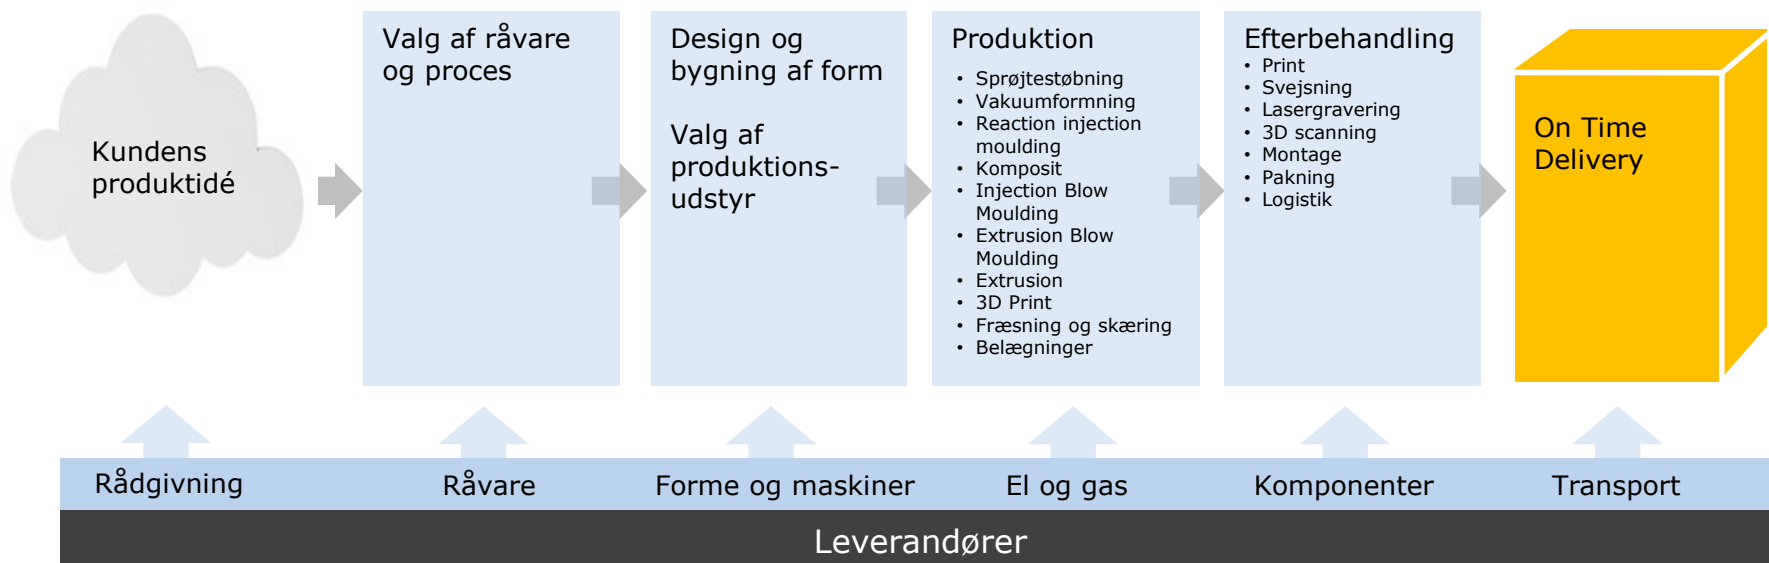 Kundens
produktidé
Valg af råvare
og proces
Design og
bygning af form
Valg af
produktions-
udstyr
Produktion
• Sprøjtestøbning
• Vakuumformning
• Reaction injection
moulding
• Komposit
• Injection Blow
Moulding
• Extrusion Blow
Moulding
• Extrusion
• 3D Print
• Fræsning og skæring
• Belægninger
Efterbehandling
• Print
• Svejsning
• Lasergravering
• 3D scanning
• Montage
• Pakning
• Logistik
On Time
Delivery
Rådgivning
Råvare
Forme og maskiner
El og gas
Komponenter
Transport
Leverandører